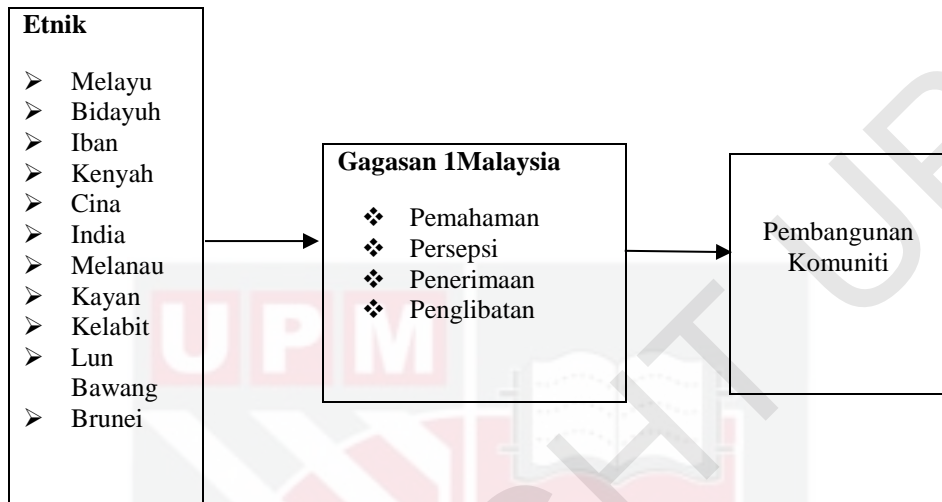 Etnik
➢ Melayu
➢ Bidayuh
➢ Iban
➢ Kenyah
➢ Cina
➢ India
➢ Melanau
➢ Kayan
➢ Kelabit
➢ Lun
Bawang
➢ Brunei
Gagasan 1Malaysia
❖ Pemahaman
❖ Persepsi
❖ Penerimaan
❖ Penglibatan
Pembangunan
Komuniti
UPM